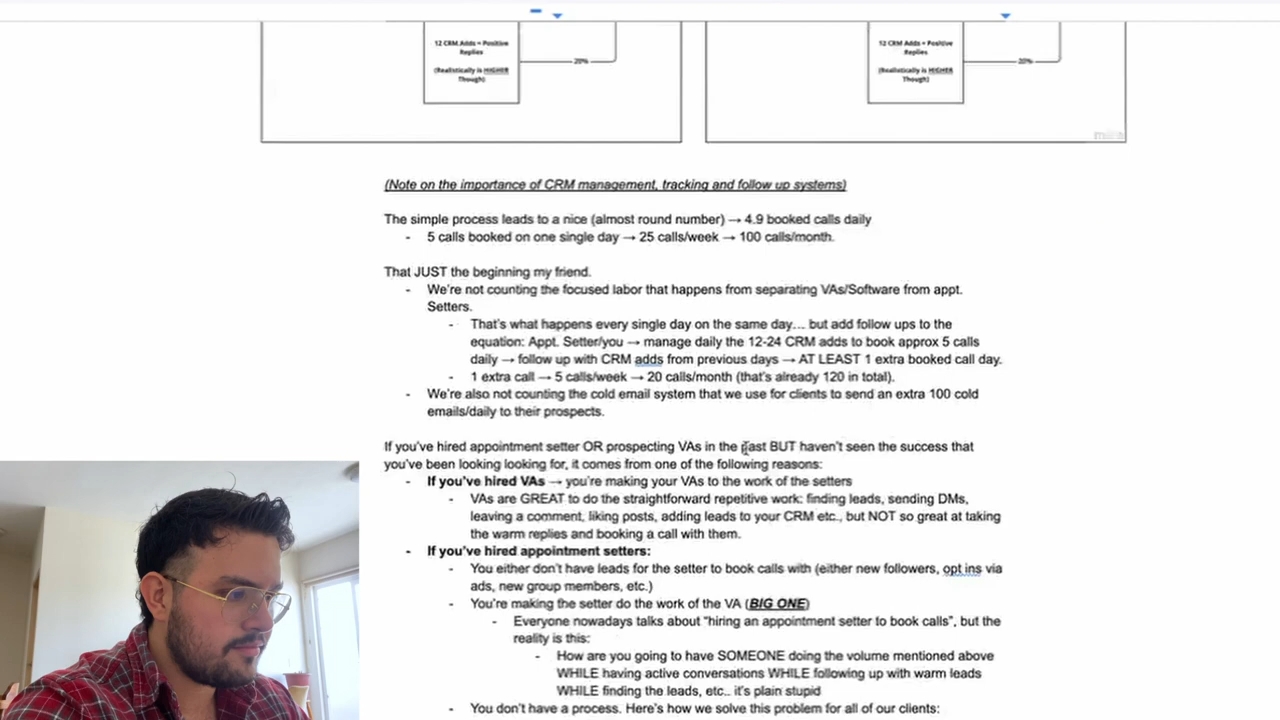 12 CRM Adds = Positive
Replies
(Realistically is HIGHER
Though)
20%
12 CRM Adds = Positive
Replies
(Realistically is HIGHER
Though)
20%
miro
(Note on the importance of CRM management, tracking and follow up systems)
The simple process leads to a nice (almost round number) → 4.9 booked calls daily
- 5 calls booked on one single day → 25 calls/week → 100 calls/month.
That JUST the beginning my friend.
- We're not counting the focused labor that happens from separating VAs/Software from appt.
Setters.
- That's what happens every single day on the same day... but add follow ups to the
equation: Appt. Setter/you → manage daily the 12-24 CRM adds to book approx 5 calls
daily → follow up with CRM adds from previous days → AT LEAST 1 extra booked call day.
- 1 extra call → 5 calls/week → 20 calls/month (that's already 120 in total).
- We're also not counting the cold email system that we use for clients to send an extra 100 cold
emails/daily to their prospects.
If you've hired appointment setter OR prospecting VAs in the past BUT haven't seen the success that
you've been looking looking for, it comes from one of the following reasons:
- If you've hired VAs → you're making your VAs to the work of the setters
- VAs are GREAT to do the straightforward repetitive work: finding leads, sending DMs,
leaving a comment, liking posts, adding leads to your CRM etc., but NOT so great at taking
the warm replies and booking a call with them.
- If you've hired appointment setters:
- You either don't have leads for the setter to book calls with (either new followers, opt ins via
ads, new group members, etc.)
- You're making the setter do the work of the VA (BIG ONE)
- Everyone nowadays talks about "hiring an appointment setter to book calls", but the
reality is this:
- How are you going to have SOMEONE doing the volume mentioned above
WHILE having active conversations WHILE following up with warm leads
WHILE finding the leads, etc.. it's plain stupid
- You don't have a process. Here's how we solve this problem for all of our clients: